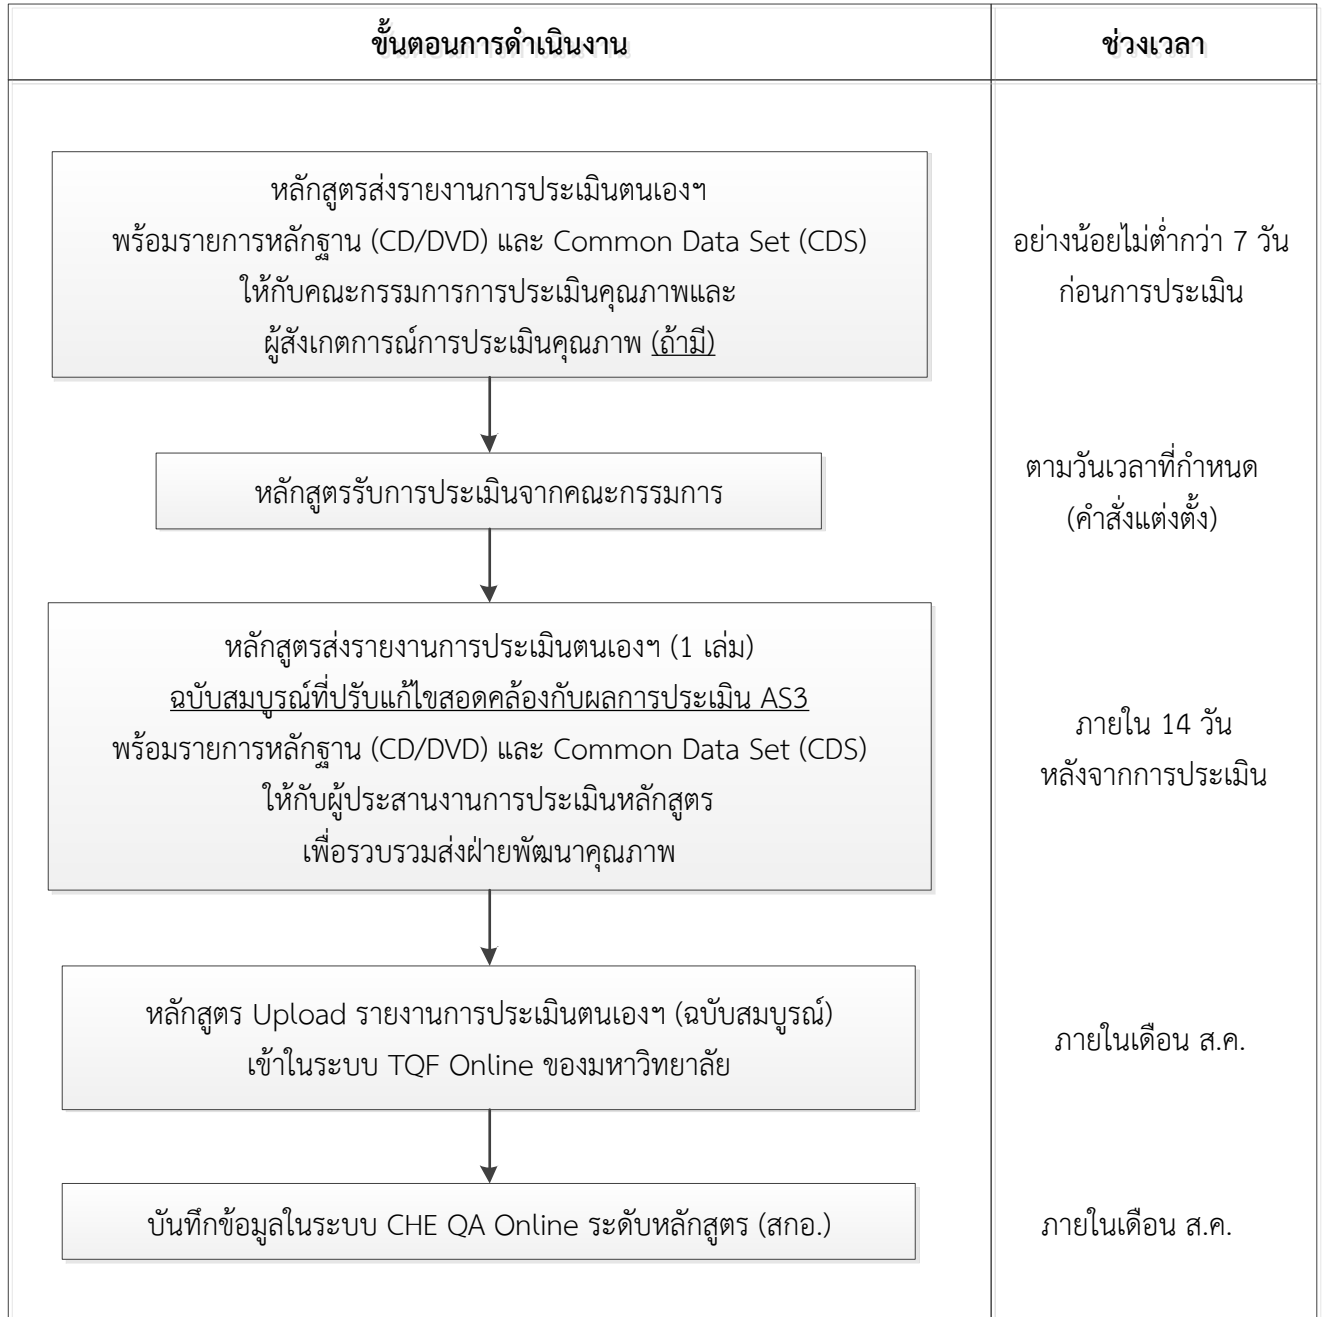 ขั้นตอนการดำเนินงาน
ช่วงเวลา
หลักสูตรส่งรายงานการประเมินตนเองฯ
พร้อมรายการหลักฐาน (CD/DVD) และ Common Data Set (CDS)
ให้กับคณะกรรมการการประเมินคุณภาพและ
ผู้สังเกตการณ์การประเมินคุณภาพ (ถ้ามี)
อย่างน้อยไม่ต่ำกว่า 7 วัน
ก่อนการประเมิน
หลักสูตรรับการประเมินจากคณะกรรมการ
ตามวันเวลาที่กำหนด
(คำสั่งแต่งตั้ง)
หลักสูตรส่งรายงานการประเมินตนเองฯ (1 เล่ม)
ฉบับสมบูรณ์ที่ปรับแก้ไขสอดคล้องกับผลการประเมิน AS3
พร้อมรายการหลักฐาน (CD/DVD) และ Common Data Set (CDS)
ให้กับผู้ประสานงานการประเมินหลักสูตร
เพื่อรวบรวมส่งฝ่ายพัฒนาคุณภาพ
ภายใน 14 วัน
หลังจากการประเมิน
หลักสูตร Upload รายงานการประเมินตนเองฯ (ฉบับสมบูรณ์)
เข้าในระบบ TQF Online ของมหาวิทยาลัย
ภายในเดือน ส.ค.
บันทึกข้อมูลในระบบ CHE QA Online ระดับหลักสูตร (สกอ.)
ภายในเดือน ส.ค.